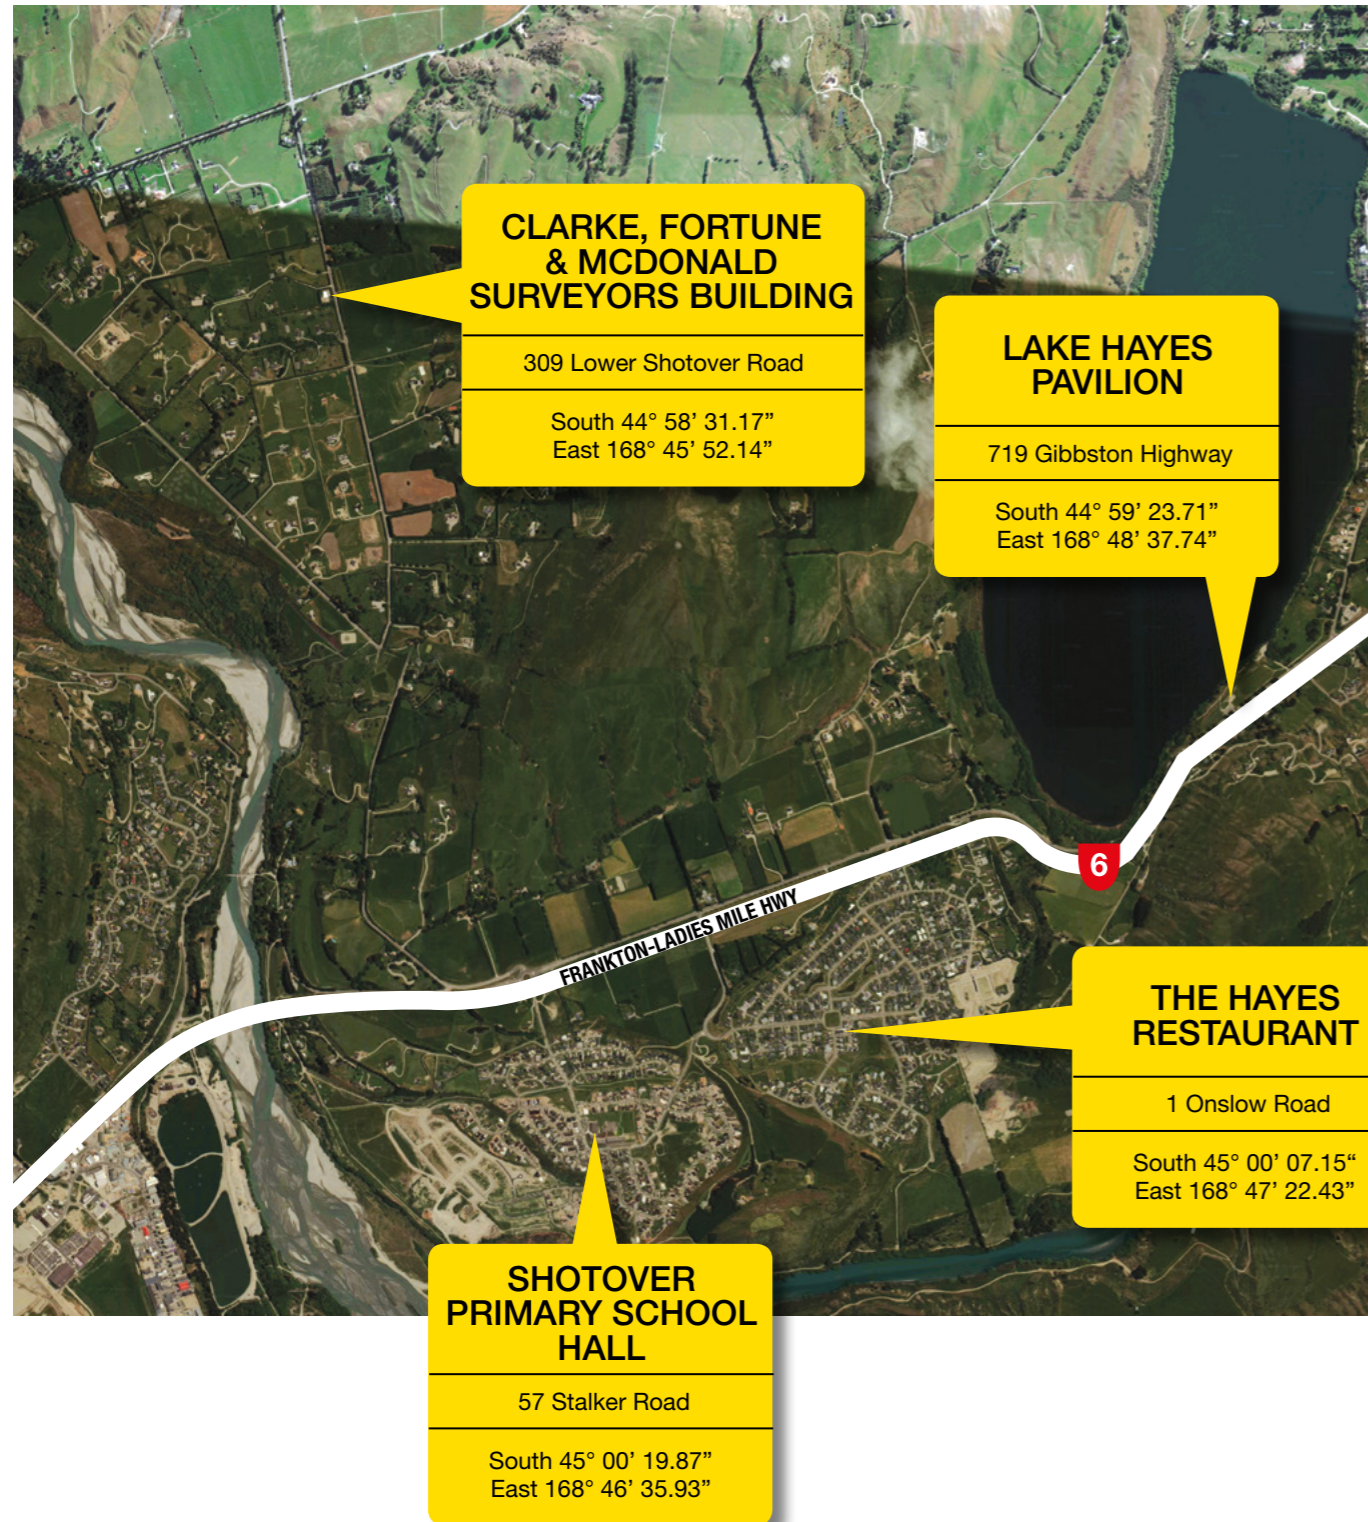 CLARKE, FORTUNE
& MCDONALD
SURVEYORS BUILDING
309 Lower Shotover Road
South 44° 58’ 31.17”
East 168° 45’ 52.14”
LAKE HAYES
PAVILION
719 Gibbston Highway
South 44° 59’ 23.71”
East 168° 48’ 37.74”
6
FRANKTON-LADIES MILE HWY
THE HAYES
RESTAURANT
1 Onslow Road
South 45° 00’ 07.15“
East 168° 47’ 22.43”
SHOTOVER
PRIMARY SCHOOL
HALL
57 Stalker Road
South 45° 00’ 19.87”
East 168° 46’ 35.93”